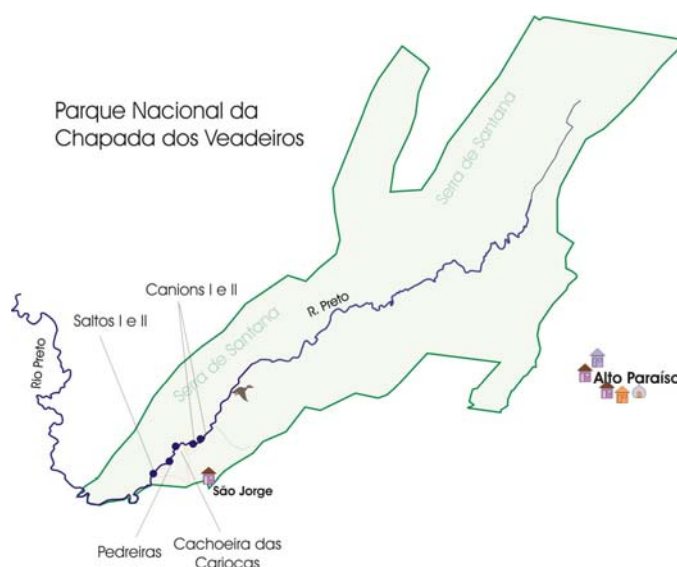 Parque Nacional da
Chapada dos Veadeiros
Serra de Santana
Canions I e II
R. Preto
Saltos I e II
Rio Preto
Serra de Santana
Alto Paraíso
São Jorge
Pedreiras
Cachoeira das
Cariocas